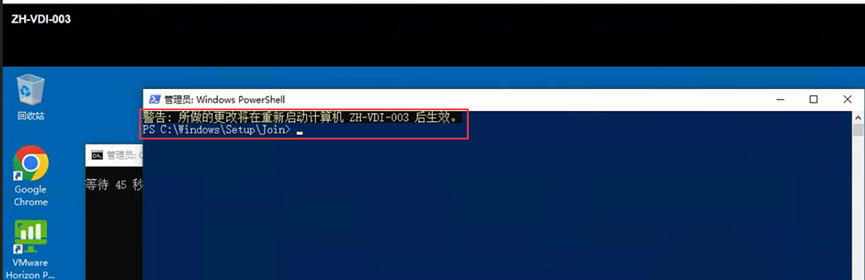 ZH-VDI-003
回收站
管理员: Windows PowerShell
警告: 所做的更改将在重新启动计算机 ZH-VDI-003 后生效。
PS C:\Windows\Setup\Join>
管理员:
等待 45 秒
Google
Chrome
VMware
Horizon P...